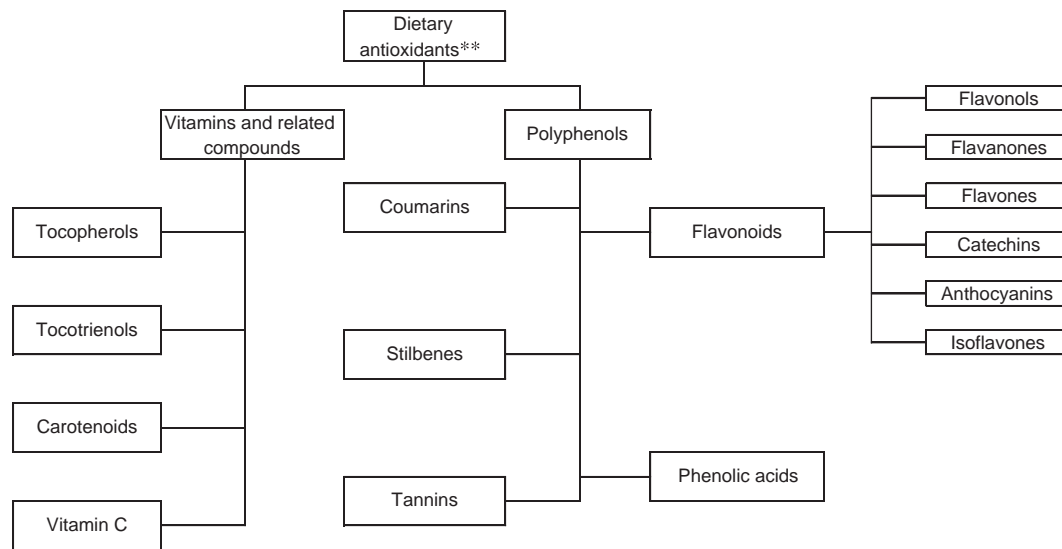 Dietary
antioxidants**
Vitamins and related
compounds
Polyphenols
Tocopherols
Tocotrienols
Carotenoids
Vitamin C
Coumarins
Stilbenes
Tannins
Flavonoids
Phenolic acids
Flavonols
Flavanones
Flavones
Catechins
Anthocyanins
Isoflavones